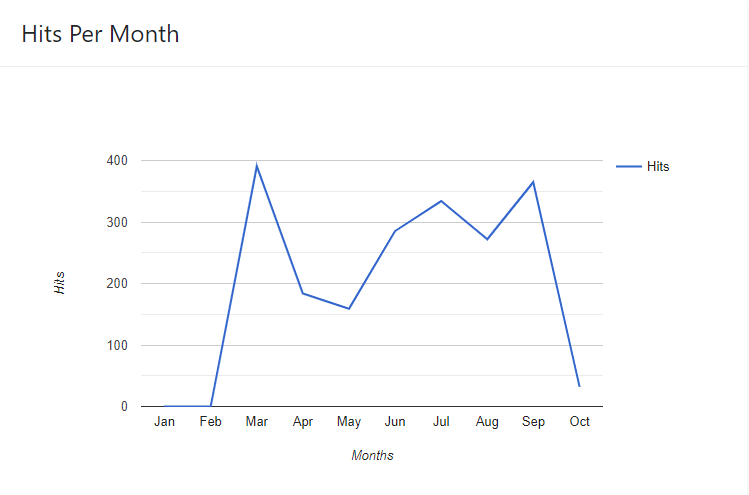 Hits Per Month
400
300
200
100
0
Hits
Hits
Jan Feb Mar Apr May Jun Jul Aug Sep Oct
Months